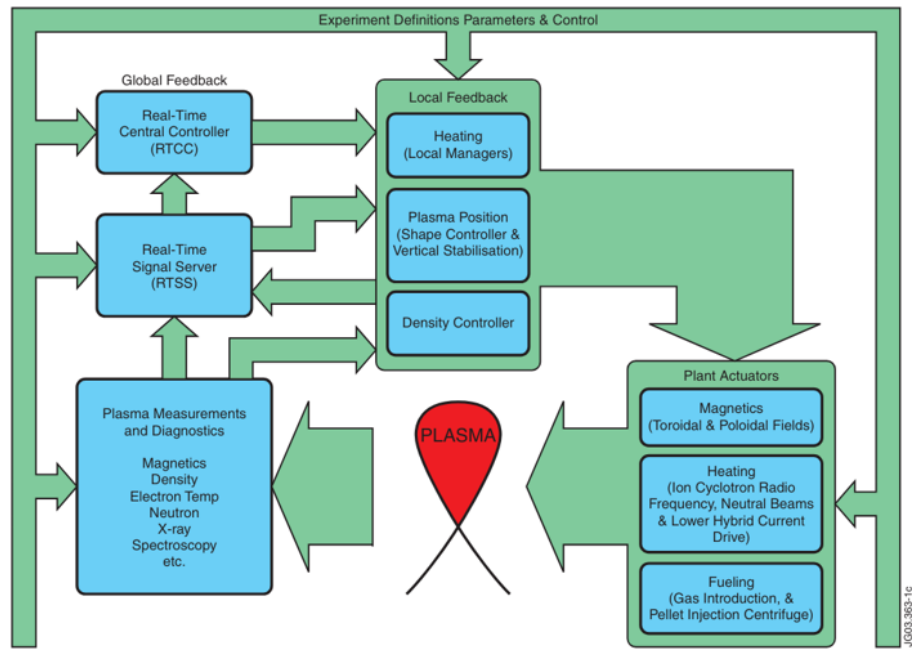 Experiment Definitions Parameters & Control
Global Feedback
Real-Time
Central Controller
(RTCC)
Real-Time
Signal Server
(RTSS)
Plasma Measurements
and Diagnostics
Magnetics
Density
Electron Temp
Neutron
X-ray
Spectroscopy
etc.
Local Feedback
Heating
(Local Managers)
Plasma Position
(Shape Controller &
Vertical Stabilisation)
Density Controller
PLASMA
Plant Actuators
Magnetics
(Toroidal & Poloidal Fields)
Heating
(Ion Cyclotron Radio
Frequency, Neutral Beams
& Lower Hybrid Current
Drive)
Fueling
(Gas Introduction, &
Pellet Injection Centrifuge)
JG03.363-1c